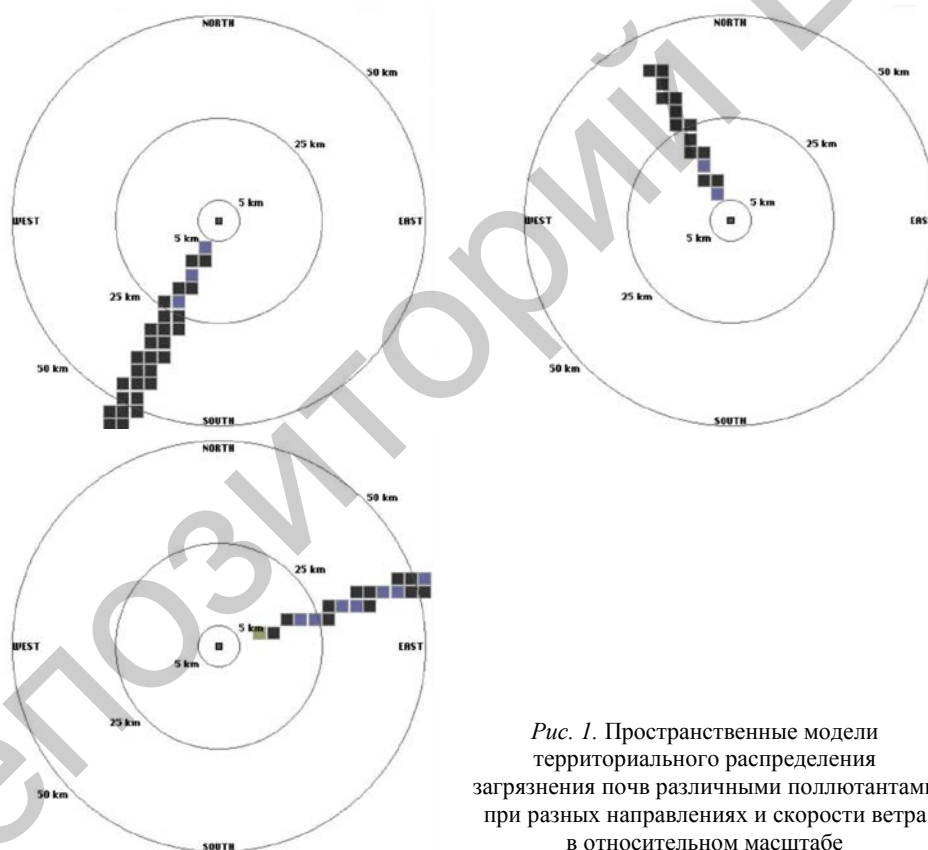 NORTH
50 km
25 km
5 km
WEST
EAST
5 km
25 km
50 km
SOUTH
NORTH
50 km
25 km
5 km
WEST
5 km
25 km
50 km
SOUTH
NORTH
50 km
25 km
5 km
WEST
EAST
5 km
25 km
50 km
SOUTH
Рис. 1. Пространственные модели
территориального распределения
загрязнения почв различными
при разных направлениях и скорости ветра
в относительном масштабе